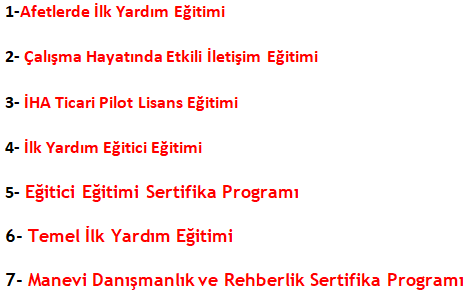 1-Afetlerde İlk Yardım Eğitimi
2- Çalışma Hayatında Etkili İletişim Eğitimi
3- İHA Ticari Pilot Lisans Eğitimi
4- İlk Yardım Eğitici Eğitimi
5- Eğitici Eğitimi Sertifika Programı
6- Temel İlk Yardım Eğitimi
7- Manevi Danışmanlık ve Rehberlik Sertifika Programı